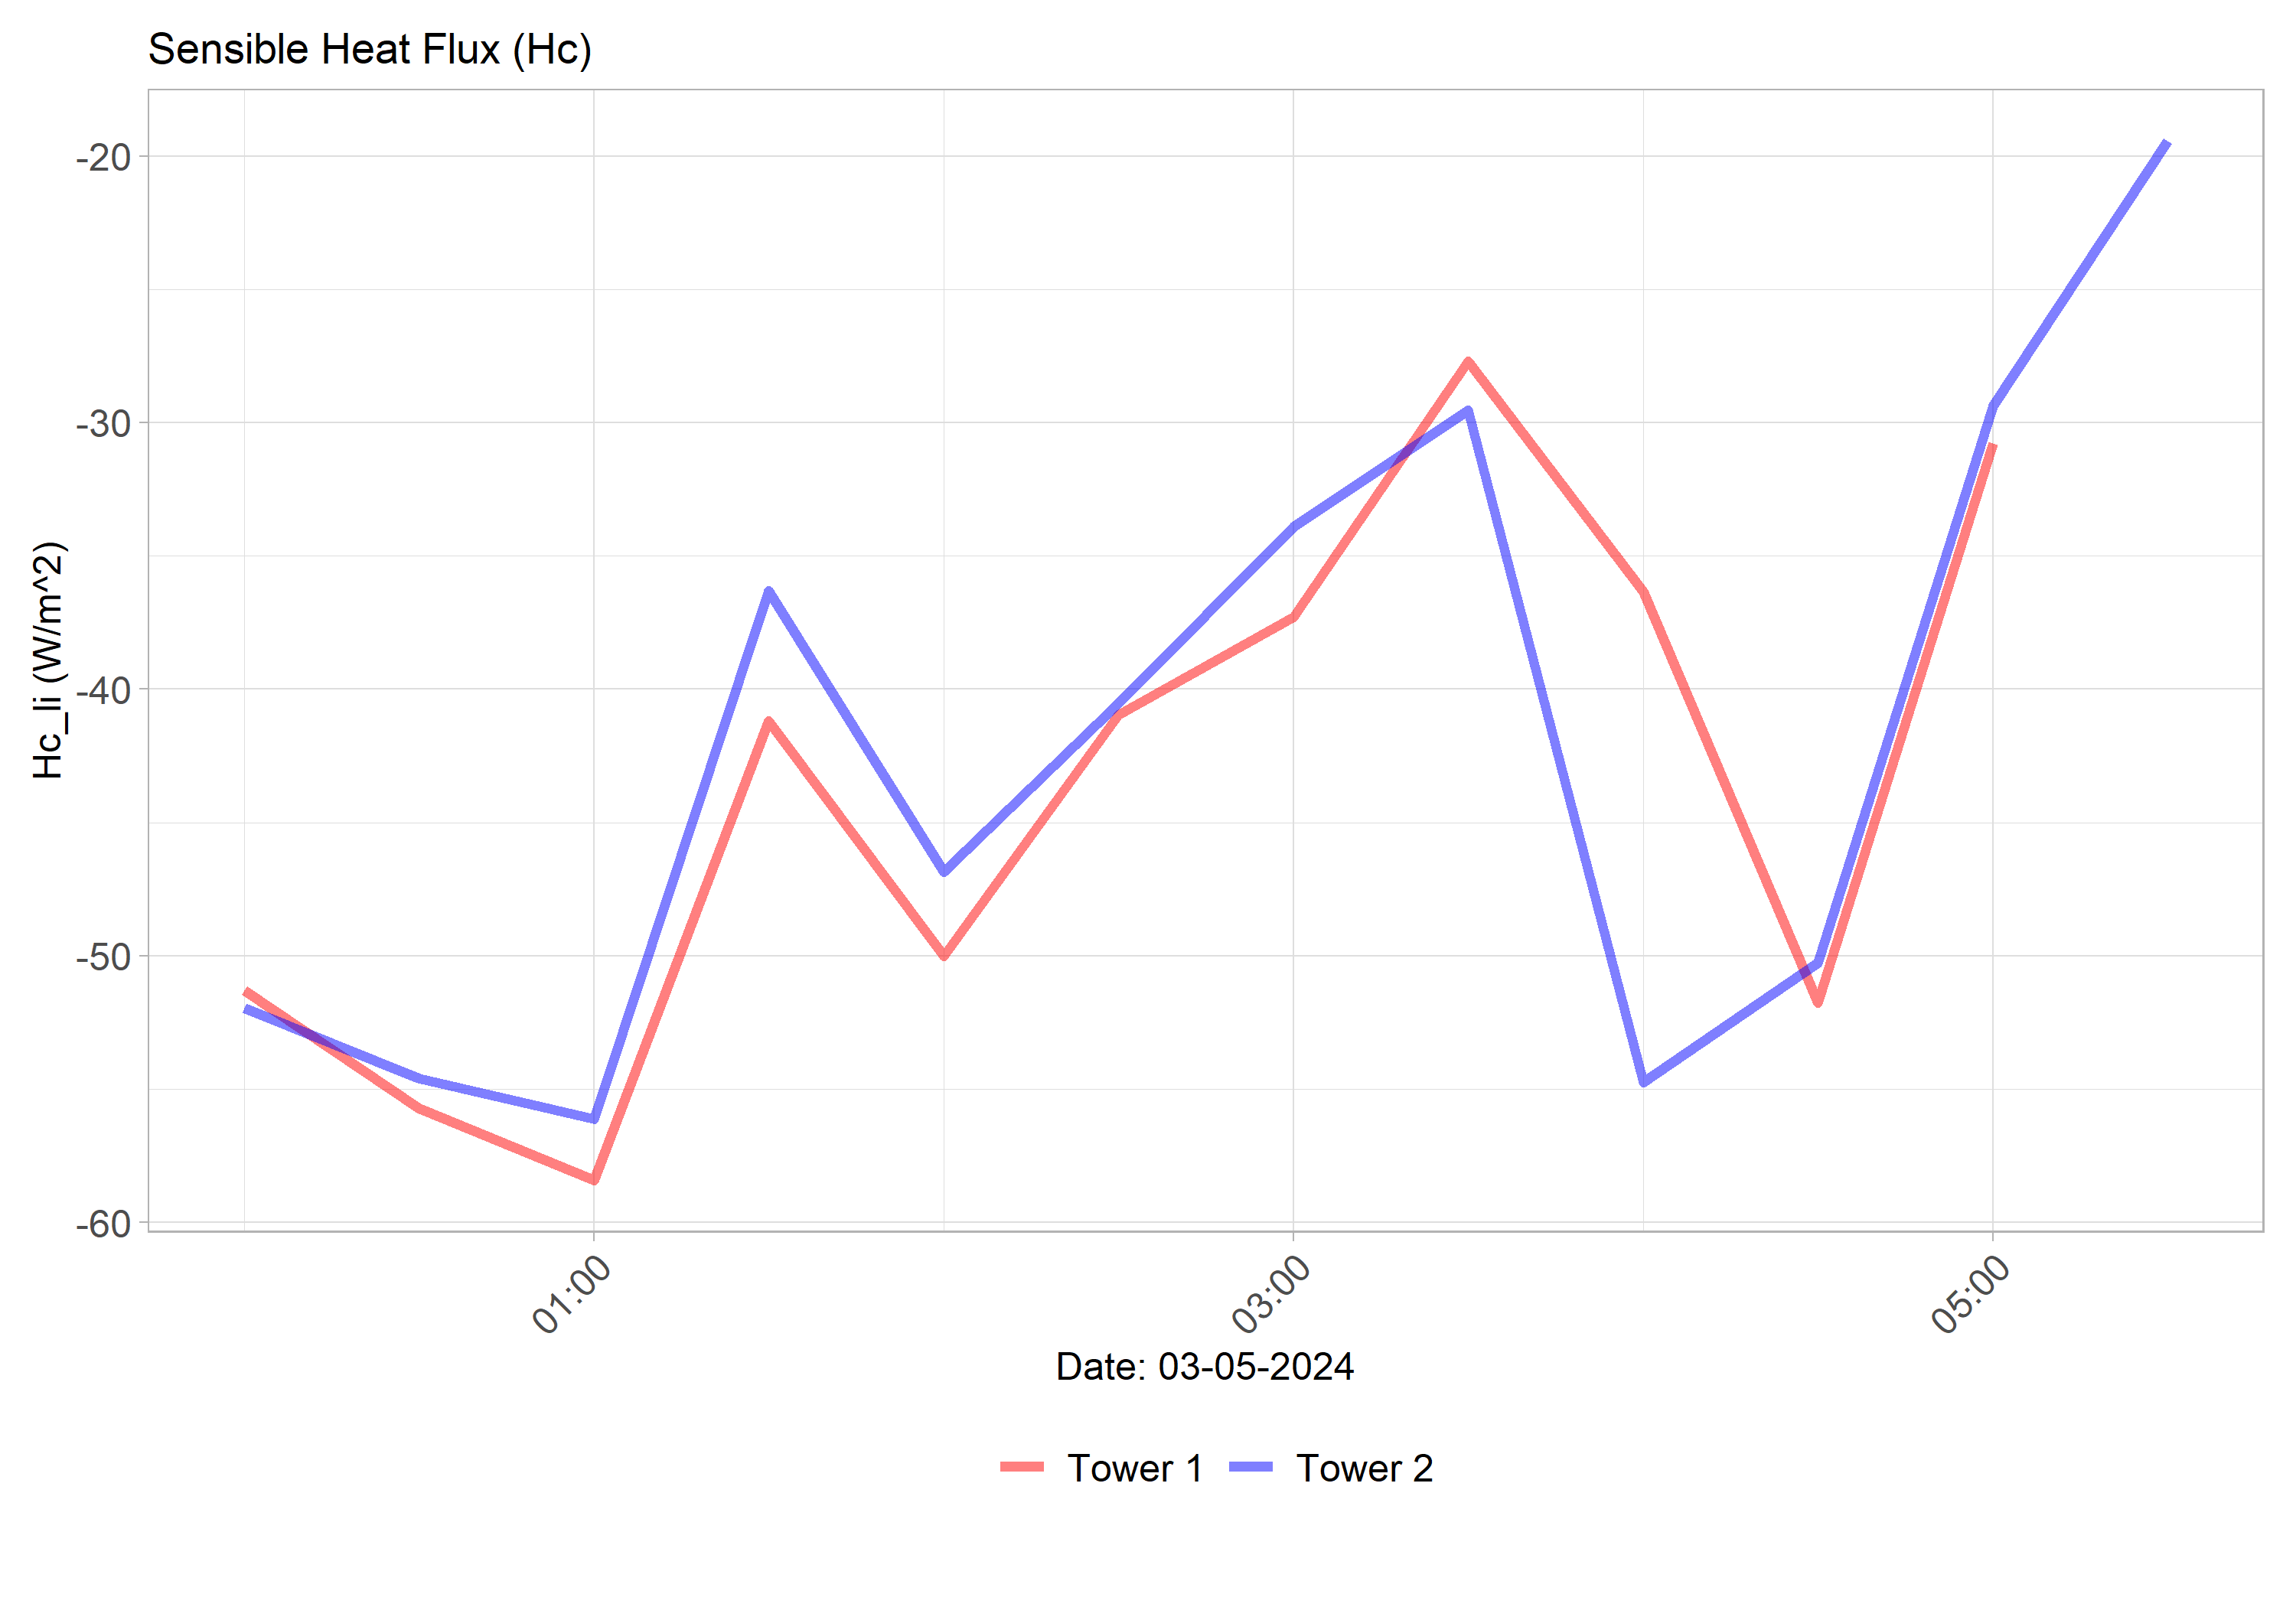 Sensible Heat Flux (Hc)
Hc_li (W/m^2)
-20
-30
-40
-50
-60
01:00
03:00
05:00
Date: 03-05-2024
Tower 1
Tower 2